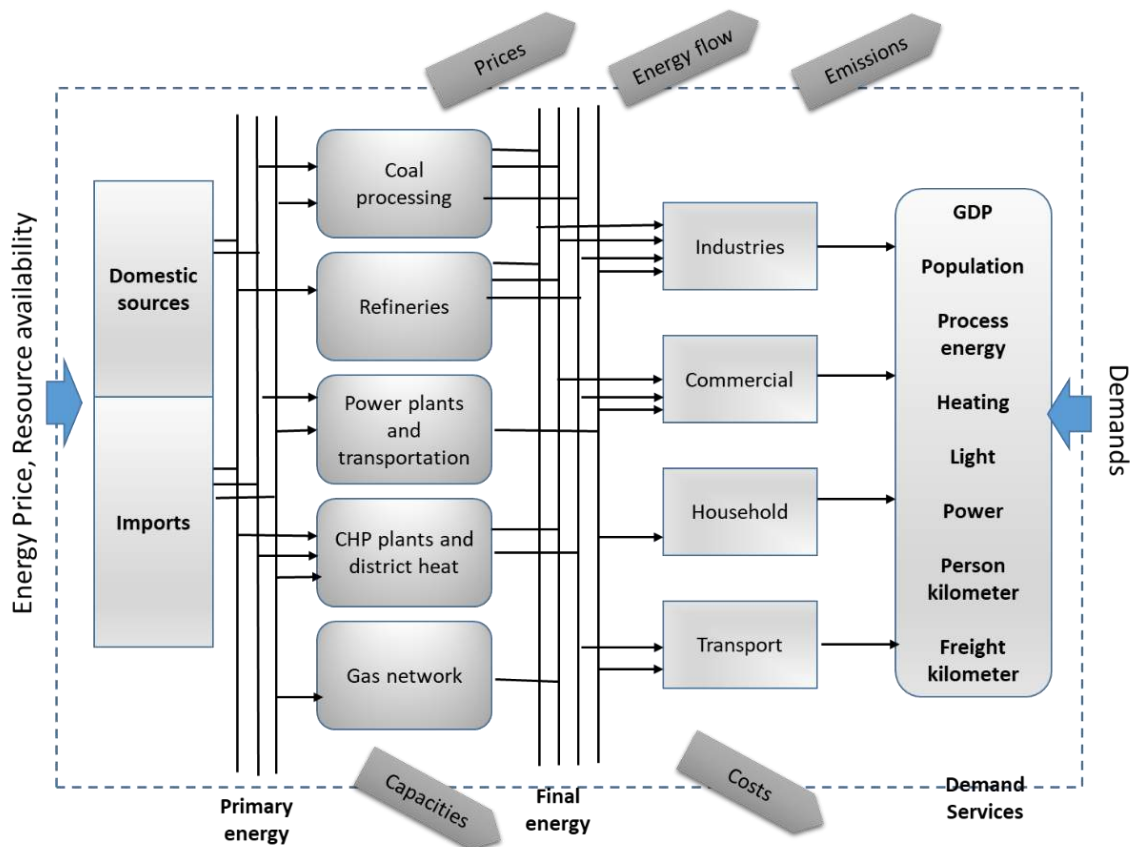 Prices
Energy flow
Emissions
Energy Price, Resource availability
Domestic
sources
Imports
Coal
processing
Refineries
Power plants
and
transportation
CHP plants and
district heat
Gas network
Industries
Commercial
Household
Transport
GDP
Population
Process
energy
Heating
Light
Power
Person
kilometer
Freight
kilometer
Demands
Primary
energy
Capacities
Final
energy
Costs
Demand
Services